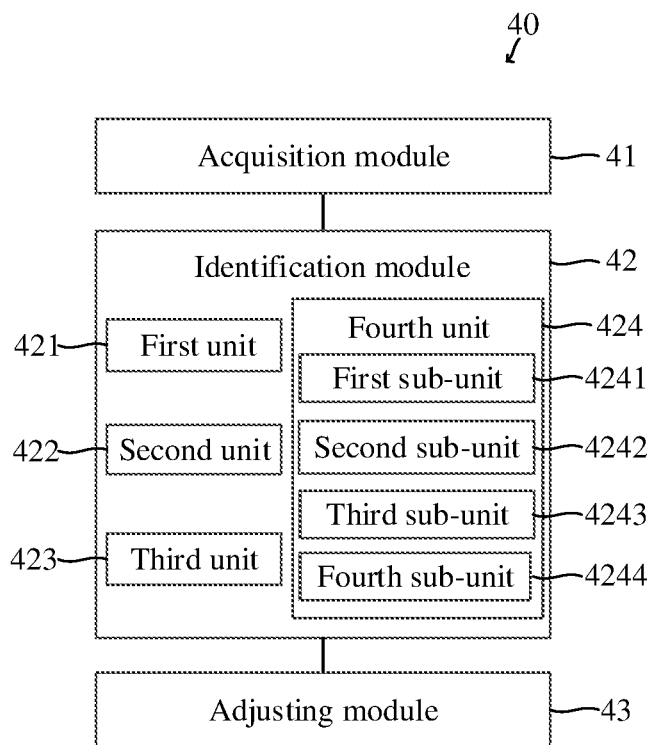 40
Acquisition module 41
Identification module 42
421 First unit
422 Second unit
423 Third unit
Fourth unit 424
First sub-unit 4241
Second sub-unit 4242
Third sub-unit 4243
Fourth sub-unit 4244
Adjusting module 43